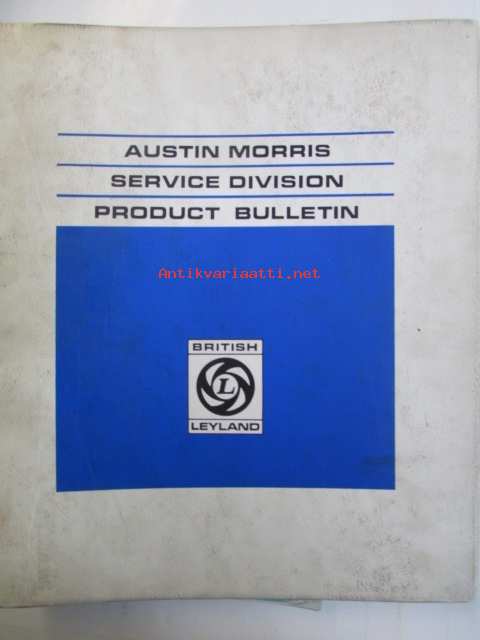 AUSTIN MORRIS
SERVICE DIVISION
PRODUCT BULLETIN
Antikvariaatti.net
BRITISH
L
LEYLAND